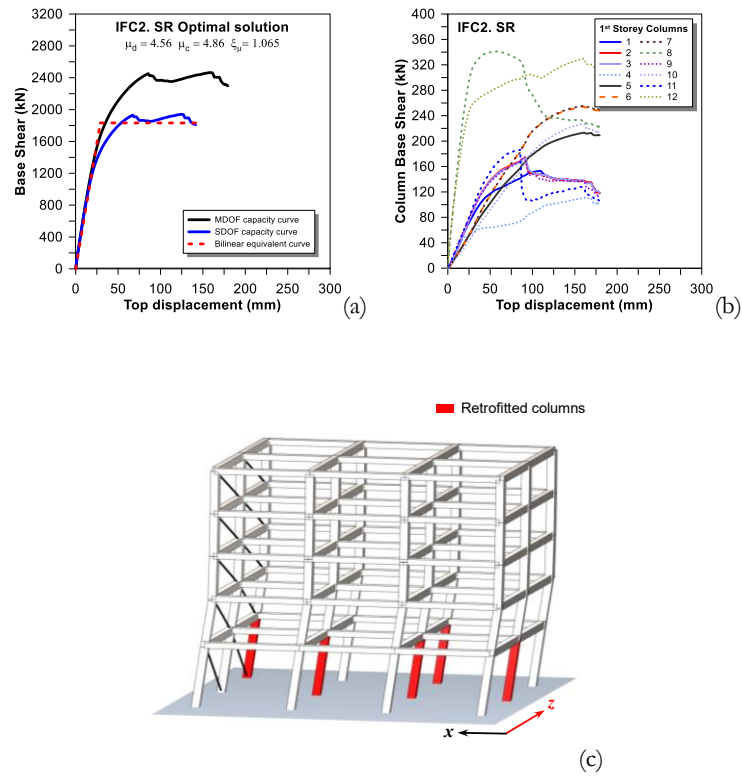 IFC2. SR Optimal solution
μd = 4.56 μc = 4.86 ξμ = 1.065
Base Shear (kN)
3200
2800
2400
2000
1600
1200
800
400
0
MDOF capacity curve
SDOF capacity curve
Bilinear equivalent curve
0 50 100 150 200 250 300
Top displacement (mm)
(a)
IFC2. SR
Column Base Shear (kN)
400
360
320
280
240
200
160
120
80
40
0
1st Storey Columns
1 7
2 8
3 9
4 10
5 11
6 12
0 50 100 150 200 250 300
Top displacement (mm)
(b)
Retrofitted columns
z
x
(c)